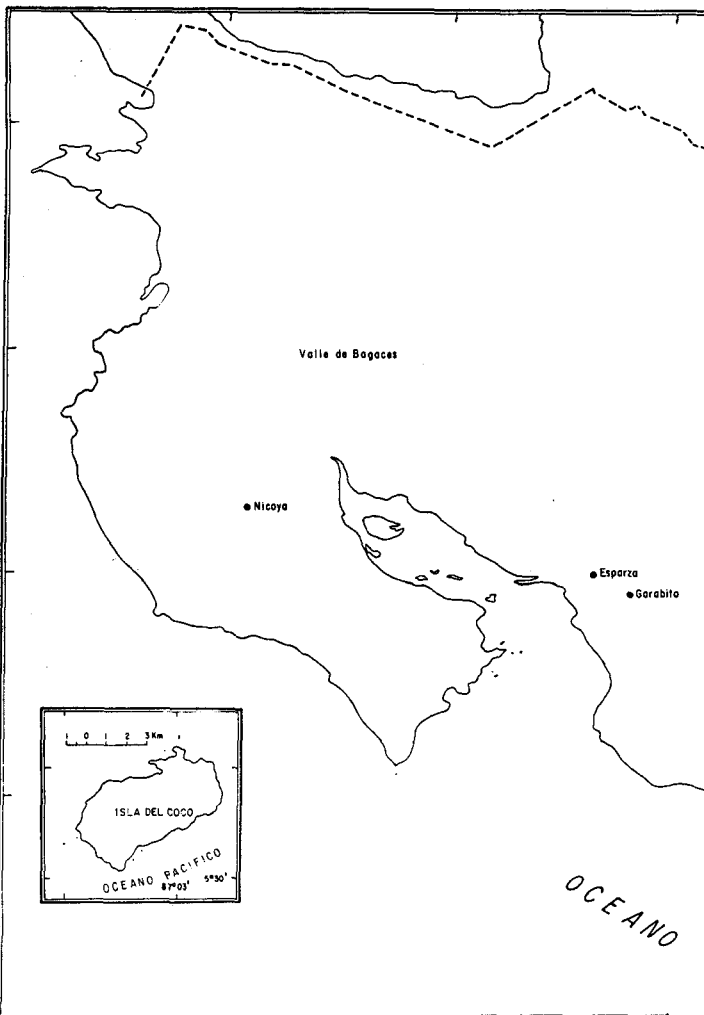 Valle de Bagaces
Nicoya
Esparza
Garabito
1 0 1 2 3 Km
ISLA DEL COCO
OCEANO PACIFICO
87°03' 5°30'
OCEANO